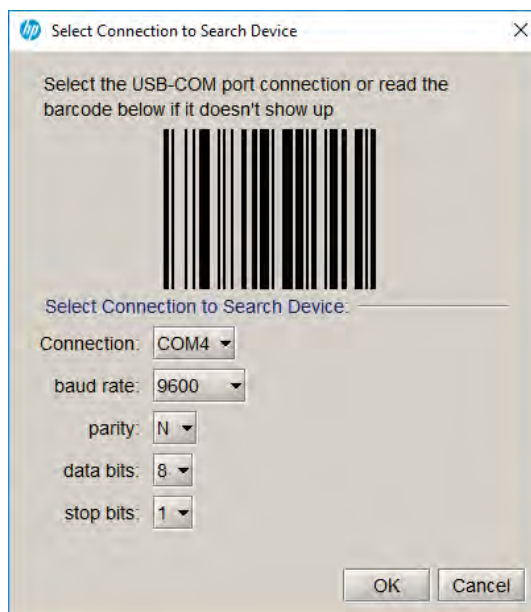 hp Select Connection to Search Device
Select the USB-COM port connection or read the
barcode below if it doesn't show up
Select Connection to Search Device:
Connection: COM4
baud rate: 9600
parity: N
data bits: 8
stop bits: 1
OK Cancel